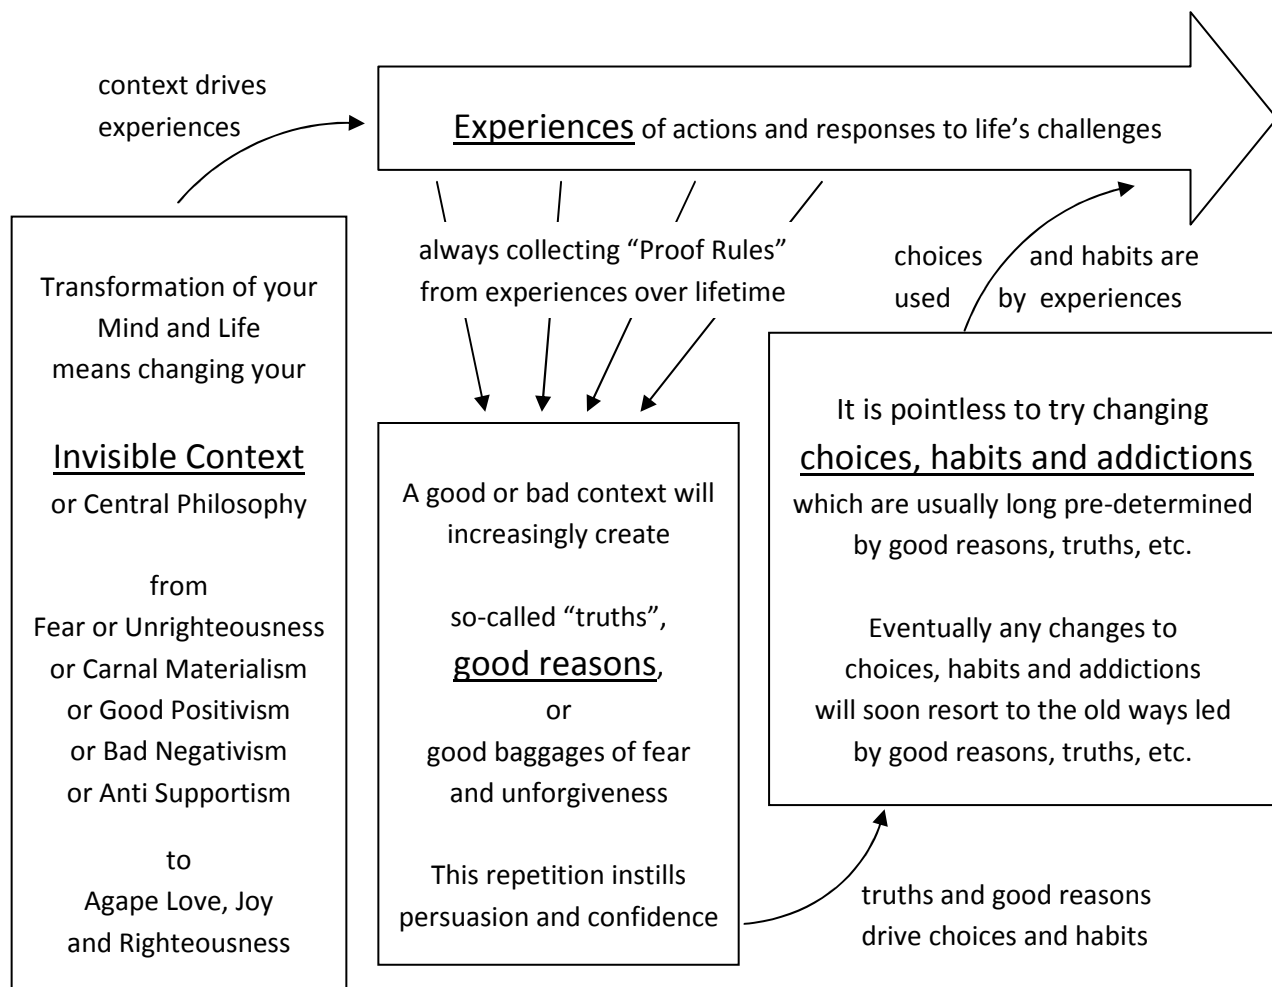 context drives
experiences
Experiences of actions and responses to life’s challenges
Transformation of your
Mind and Life
means changing your
Invisible Context
or Central Philosophy
from
Fear or Unrighteousness
or Carnal Materialism
or Good Positivism
or Bad Negativism
or Anti Supportism
to
Agape Love, Joy
and Righteousness
always collecting “Proof Rules”
from experiences over lifetime
A good or bad context will
increasingly create
so-called “truths”,
good reasons,
or
good baggages of fear
and unforgiveness
This repetition instills
persuasion and confidence
truths and good reasons
drive choices and habits
It is pointless to try changing
choices, habits and addictions
which are usually long pre-determined
by good reasons, truths, etc.
Eventually any changes to
choices, habits and addictions
will soon resort to the old ways led
by good reasons, truths, etc.
choices and habits are
used by experiences